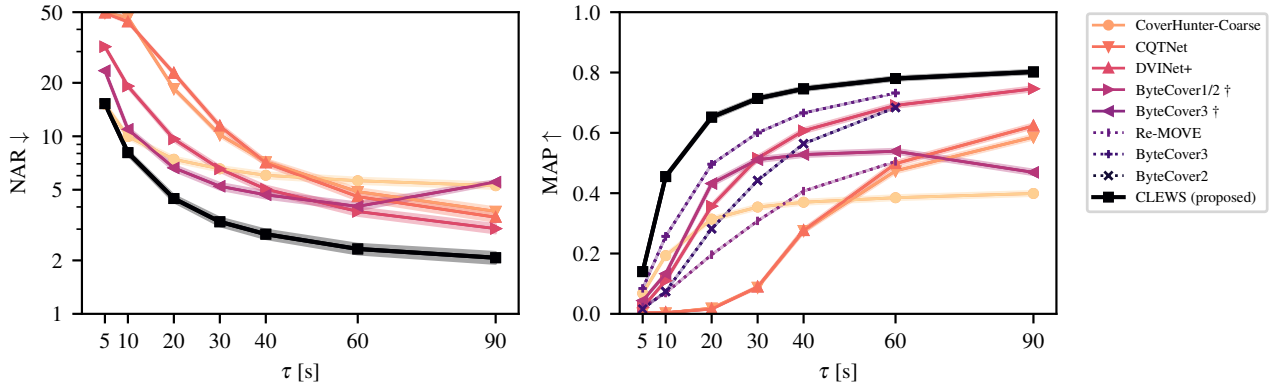 50
20
10
5
2
1
NAR ↓
5 10 20 30 40 60 90
τ [s]
1.0
0.8
0.6
0.4
0.2
0.0
MAP ↑
5 10 20 30 40 60 90
τ [s]
CoverHunter-Coarse
CQTNet
DVINet+
ByteCover1/2 †
ByteCover3 †
Re-MOVE
ByteCover3
ByteCover2
CLEWS (proposed)